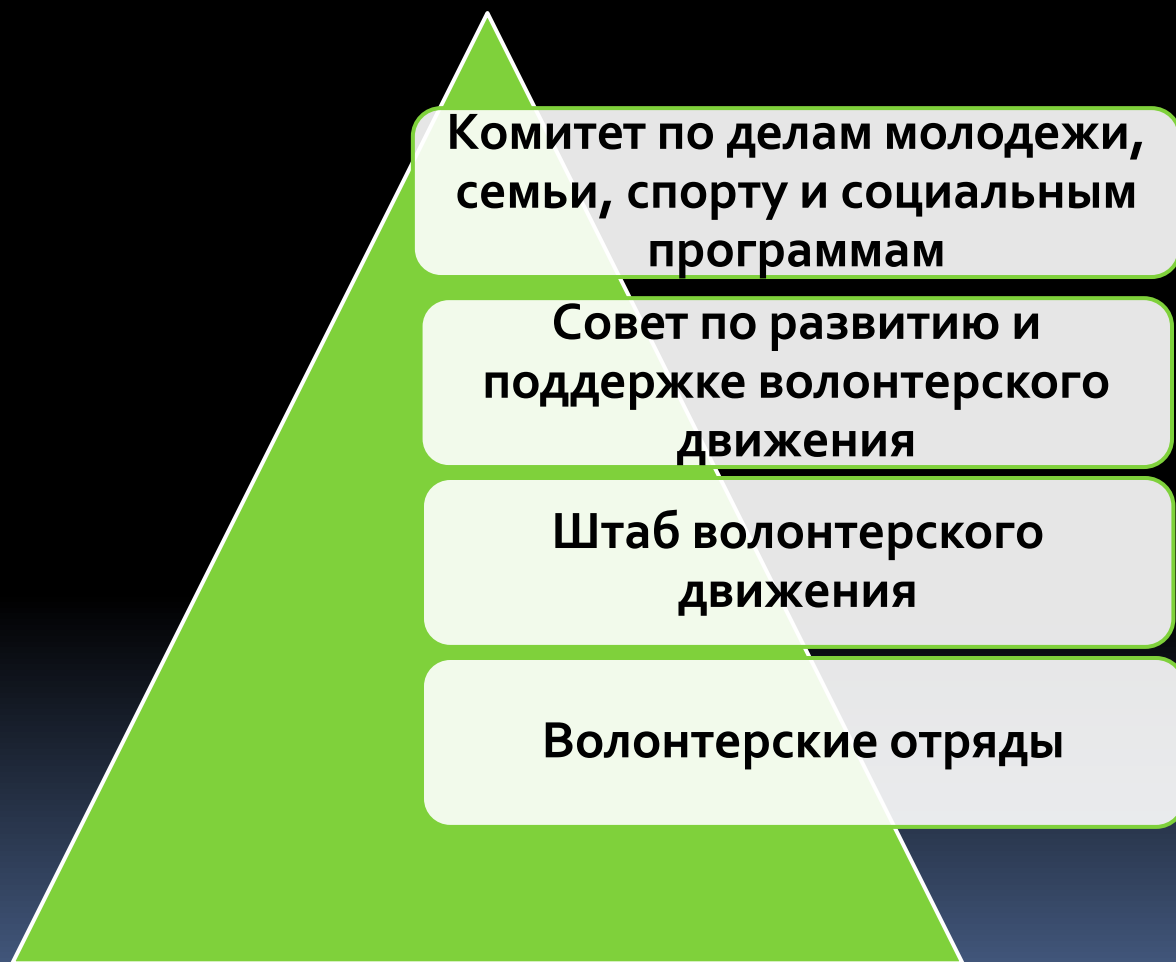 Комитет по делам молодежи,
семьи, спорту и социальным
программам
Совет по развитию и
поддержке волонтерского
движения
Штаб волонтерского
движения
Волонтерские отряды